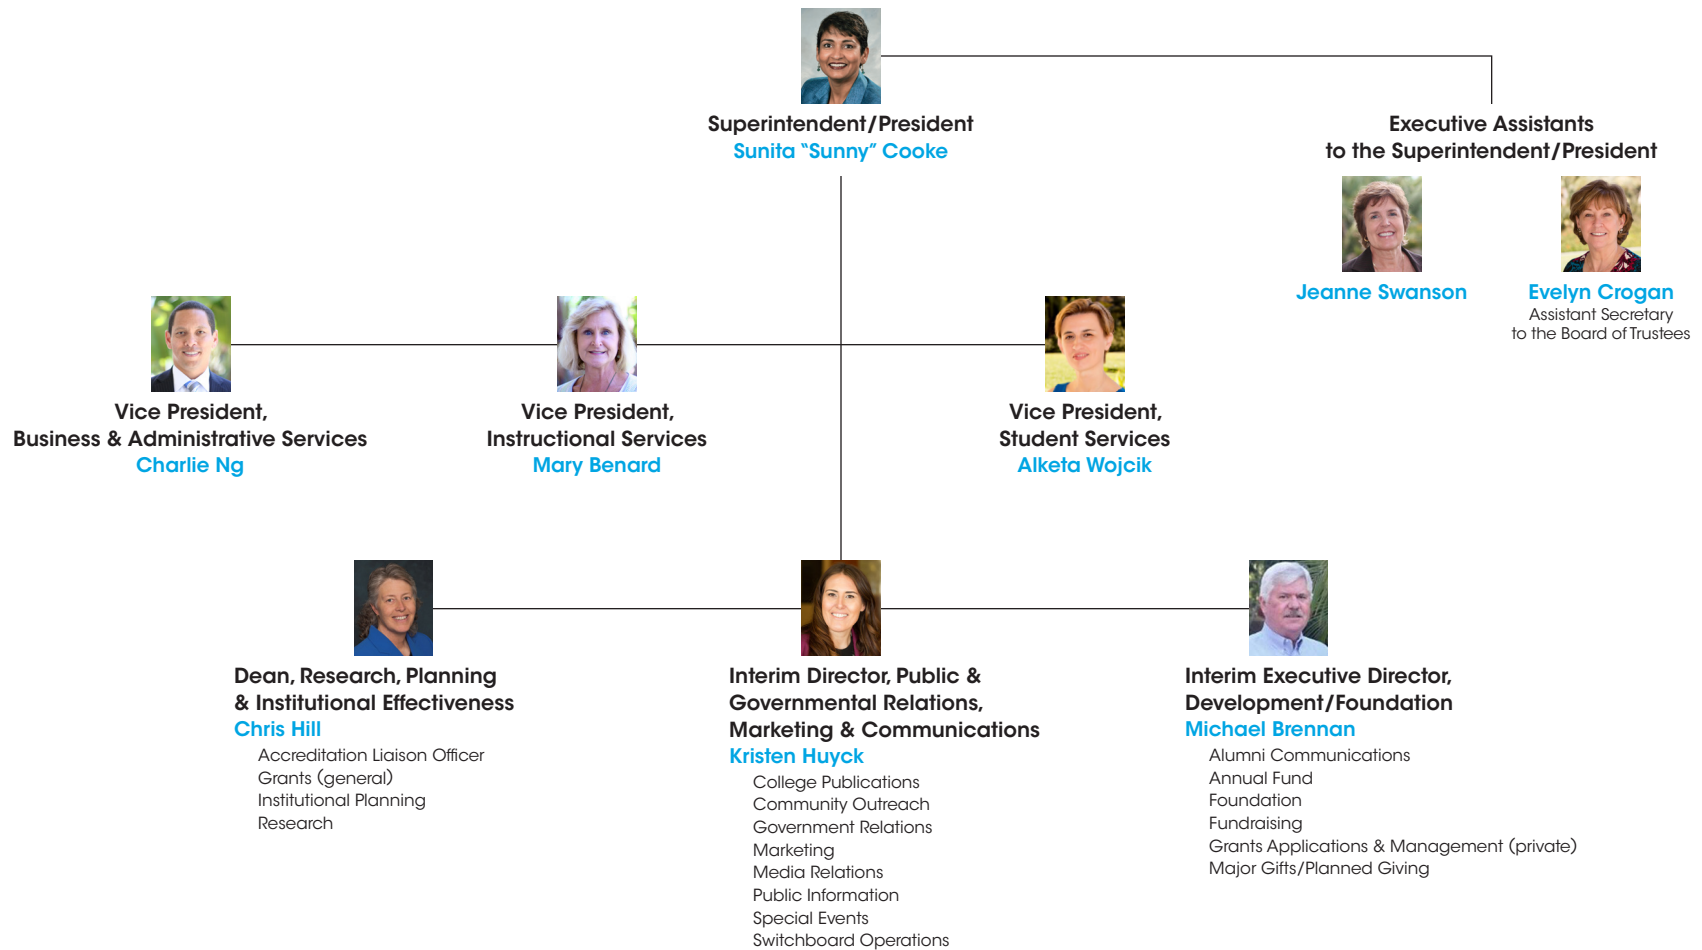 Superintendent/President
Sunita “Sunny” Cooke
Executive Assistants
to the Superintendent/President
Jeanne Swanson
Evelyn Crogan
Assistant Secretary
to the Board of Trustees
Vice President,
Business & Administrative Services
Charlie Ng
Vice President,
Instructional Services
Mary Benard
Vice President,
Student Services
Alketa Wojcik
Dean, Research, Planning
& Institutional Effectiveness
Chris Hill
Accreditation Liaison Officer
Grants (general)
Institutional Planning
Research
Interim Director, Public &
Governmental Relations,
Marketing & Communications
Kristen Huyck
College Publications
Community Outreach
Government Relations
Marketing
Media Relations
Public Information
Special Events
Switchboard Operations
Interim Executive Director,
Development/Foundation
Michael Brennan
Alumni Communications
Annual Fund
Foundation
Fundraising
Grants Applications & Management (private)
Major Gifts/Planned Giving